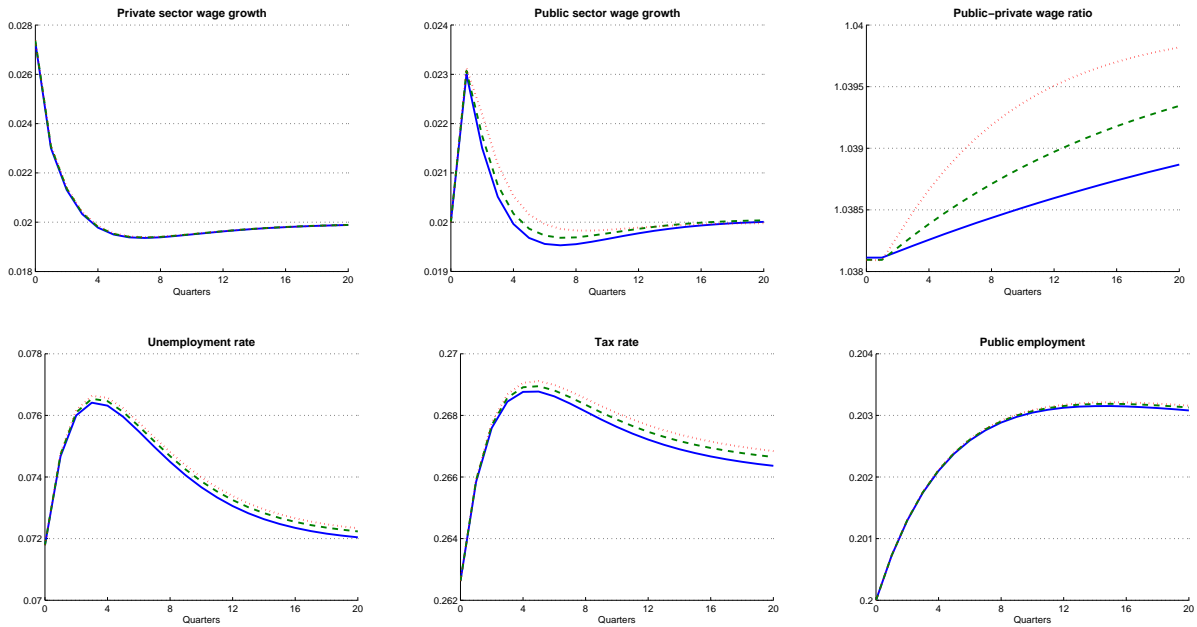 Private sector wage growth
0.028
0.026
0.024
0.022
0.02
0.018
0 4 8 12 16 20
Quarters
Public sector wage growth
0.024
0.023
0.022
0.021
0.02
0.019
0 4 8 12 16 20
Quarters
Public−private wage ratio
1.04
1.0395
1.039
1.0385
1.038
0 4 8 12 16 20
Quarters
Unemployment rate
0.078
0.076
0.074
0.072
0.07
0 4 8 12 16 20
Quarters
Tax rate
0.27
0.268
0.266
0.264
0.262
0 4 8 12 16 20
Quarters
Public employment
0.204
0.203
0.202
0.201
0.2
0 4 8 12 16 20
Quarters